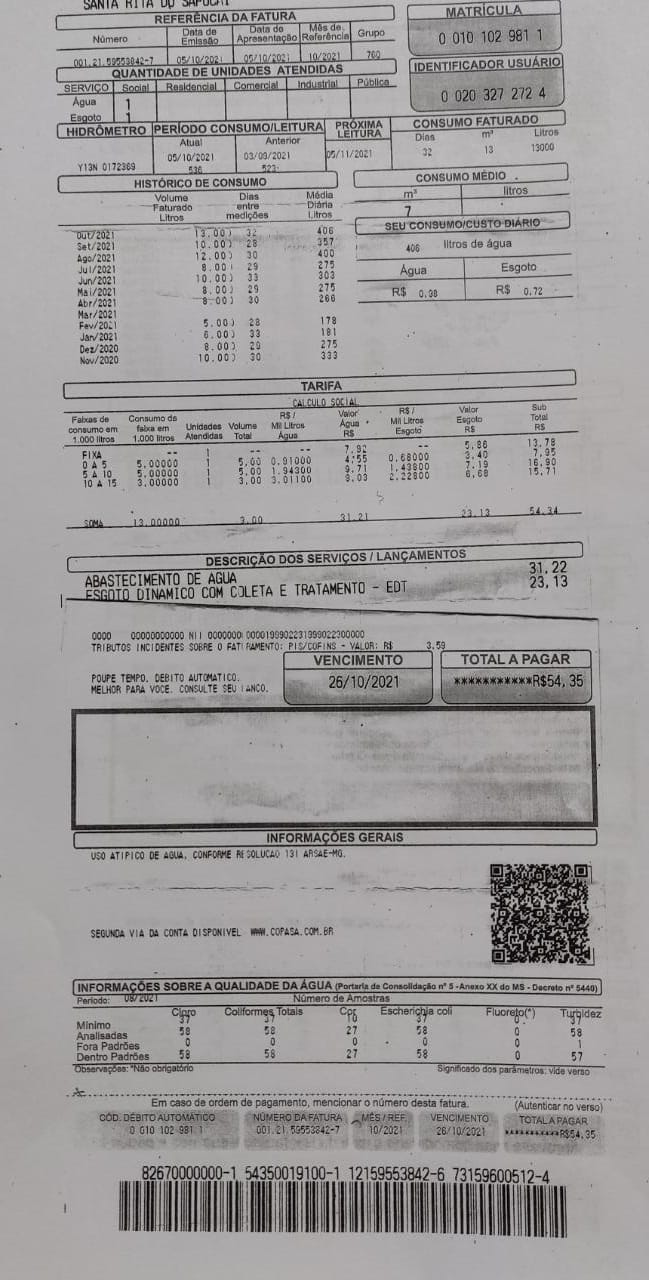 SANTA RITA DO SAPUCAI
REFERÊNCIA DA FATURA
Número Data de Emissão Data de Apresentação Mês de Referência Grupo
001.21.59553842-7 05/10/2021 05/10/2021 10/2021 760
MATRÍCULA
0 010 102 981 1
QUANTIDADE DE UNIDADES ATENDIDAS
SERVIÇO Social Residencial Comercial Industrial Pública
Água 1
Esgoto 1
IDENTIFICADOR USUÁRIO
0 020 327 272 4
HIDRÔMETRO PERÍODO CONSUMO/LEITURA PRÓXIMA LEITURA CONSUMO FATURADO
Atual Anterior Dias m³ Litros
Y13N 0172369 05/10/2021 03/09/2021 05/11/2021 32 13 13000
536 523
HISTÓRICO DE CONSUMO
Volume Faturado Litros Dias entre medições Média Diária Litros
Out/2021 13.00) 32 406
Set/2021 10.00) 28 357
Ago/2021 12.00) 30 400
Jul/2021 8.00) 29 275
Jun/2021 10.00) 33 303
Mai/2021 8.00) 29 275
Abr/2021 8.00) 30 266
Mar/2021
Fev/2021 5.00) 28 178
Jan/2021 6.00) 33 181
Dez/2020 8.00) 29 275
Nov/2020 10.00) 30 333
CONSUMO MÉDIO
m³ litros
7
SEU CONSUMO/CUSTO DIÁRIO
406 litros de água
Água Esgoto
R$ 0,98 R$ 0,72
TARIFA
CALCULO SOCIAL
Faixas de consumo em 1.000 litros Consumo da faixa em 1.000 litros Unidades Atendidas Volume Total R$ / Mil Litros Água Valor Água R$ R$ / Mil Litros Esgoto Valor Esgoto R$ Sub Total R$
FIXA -- 1 -- -- 7,92 -- 5,86 13,78
0 A 5 5,00000 1 5,00 0,91000 4,55 0,68000 3,40 7,95
5 A 10 5,00000 1 5,00 1,94300 9,71 1,43800 7,19 16,90
10 A 15 3,00000 1 3,00 3,01100 9,03 2,22800 6,68 15,71
SOMA 13,00000 3,00 31,21 23,13 54,34
DESCRIÇÃO DOS SERVIÇOS / LANÇAMENTOS
ABASTECIMENTO DE AGUA 31,22
ESGOTO DINAMICO COM COLETA E TRATAMENTO - EDT 23,13
TRIBUTOS INCIDENTES SOBRE O FATURAMENTO: PIS/COFINS - VALOR: R$ 3,59
VENCIMENTO
26/10/2021
TOTAL A PAGAR
***********R$54,35
POUPE TEMPO. DEBITO AUTOMATICO.
MELHOR PARA VOCE. CONSULTE SEU BANCO.
INFORMAÇÕES GERAIS
USO ATIPICO DE AGUA, CONFORME RESOLUCAO 131 ARSAE-MG.
SEGUNDA VIA DA CONTA DISPONIVEL WWW.COPASA.COM.BR
INFORMAÇÕES SOBRE A QUALIDADE DA ÁGUA (Portaria de Consolidação nº 5 -Anexo XX do MS - Decreto nº 5440)
Período: 08/2021 Número de Amostras
Cloro Coliformes Totais Cor Escherichia coli Fluoreto(*) Turbidez
Mínimo 37 37 10 37 0 37
Analisadas 58 58 27 58 0 58
Fora Padrões 0 0 0 0 0 1
Dentro Padrões 58 58 27 58 0 57
Observações: *Não obrigatório Significado dos parâmetros: vide verso
Em caso de ordem de pagamento, mencionar o número desta fatura. (Autenticar no verso)
CÓD. DÉBITO AUTOMÁTICO NÚMERO DA FATURA MÊS / REF. VENCIMENTO TOTAL A PAGAR
0 010 102 981 1 001.21.59553842-7 10/2021 26/10/2021 ***********R$54,35
82670000000-1 54350019100-1 12159553842-6 73159600512-4